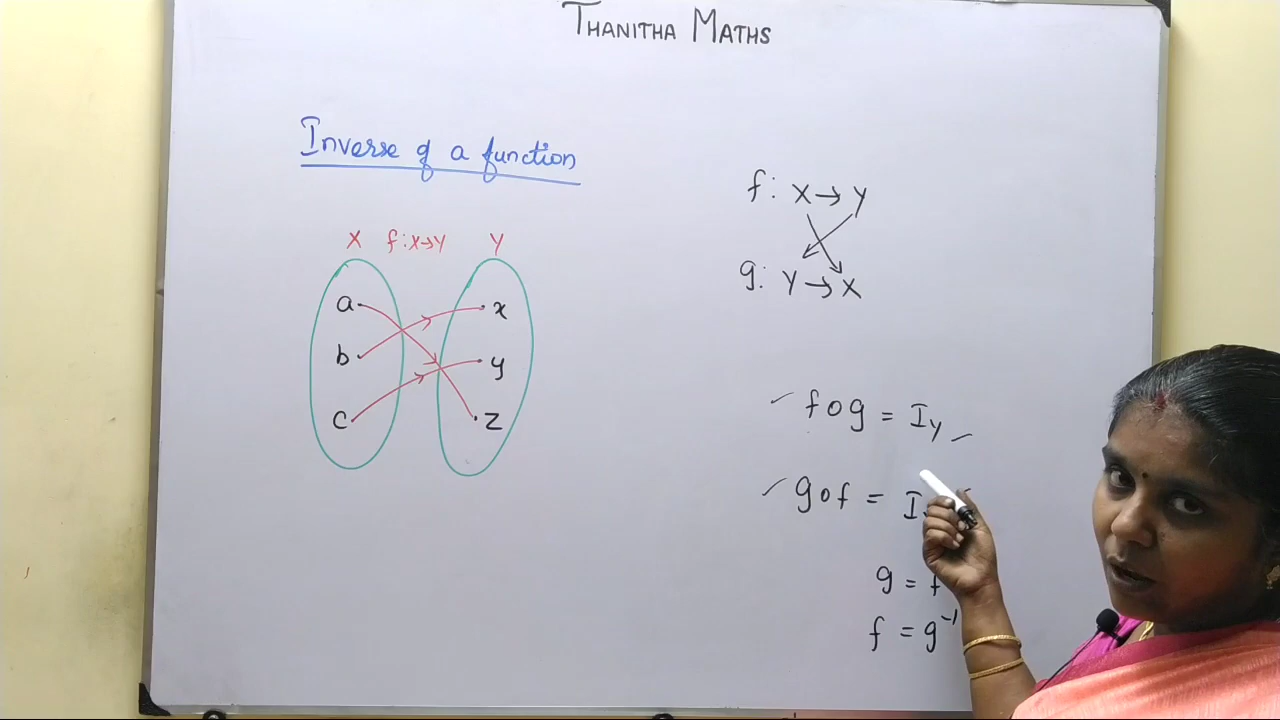 THANITHA MATHS
Inverse of a function
X f:X→Y Y
a x
b y
c z
f: X→Y
g: Y→X
✓ fog = I_Y ✓
✓ gof = I
g = f
f = g⁻¹